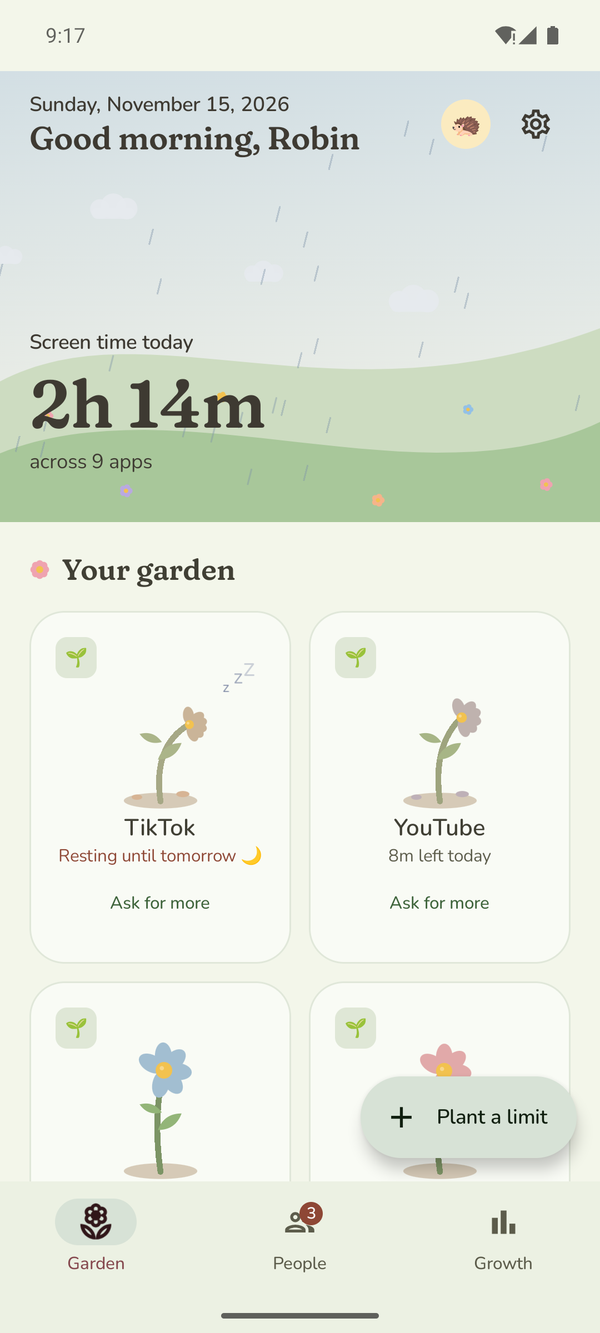 9:17
Sunday, November 15, 2026
Good morning, Robin
Screen time today
2h 14m
across 9 apps
Your garden
z z Z
TikTok
Resting until tomorrow 🌙
Ask for more
YouTube
8m left today
Ask for more
+ Plant a limit
3
Garden
People
Growth